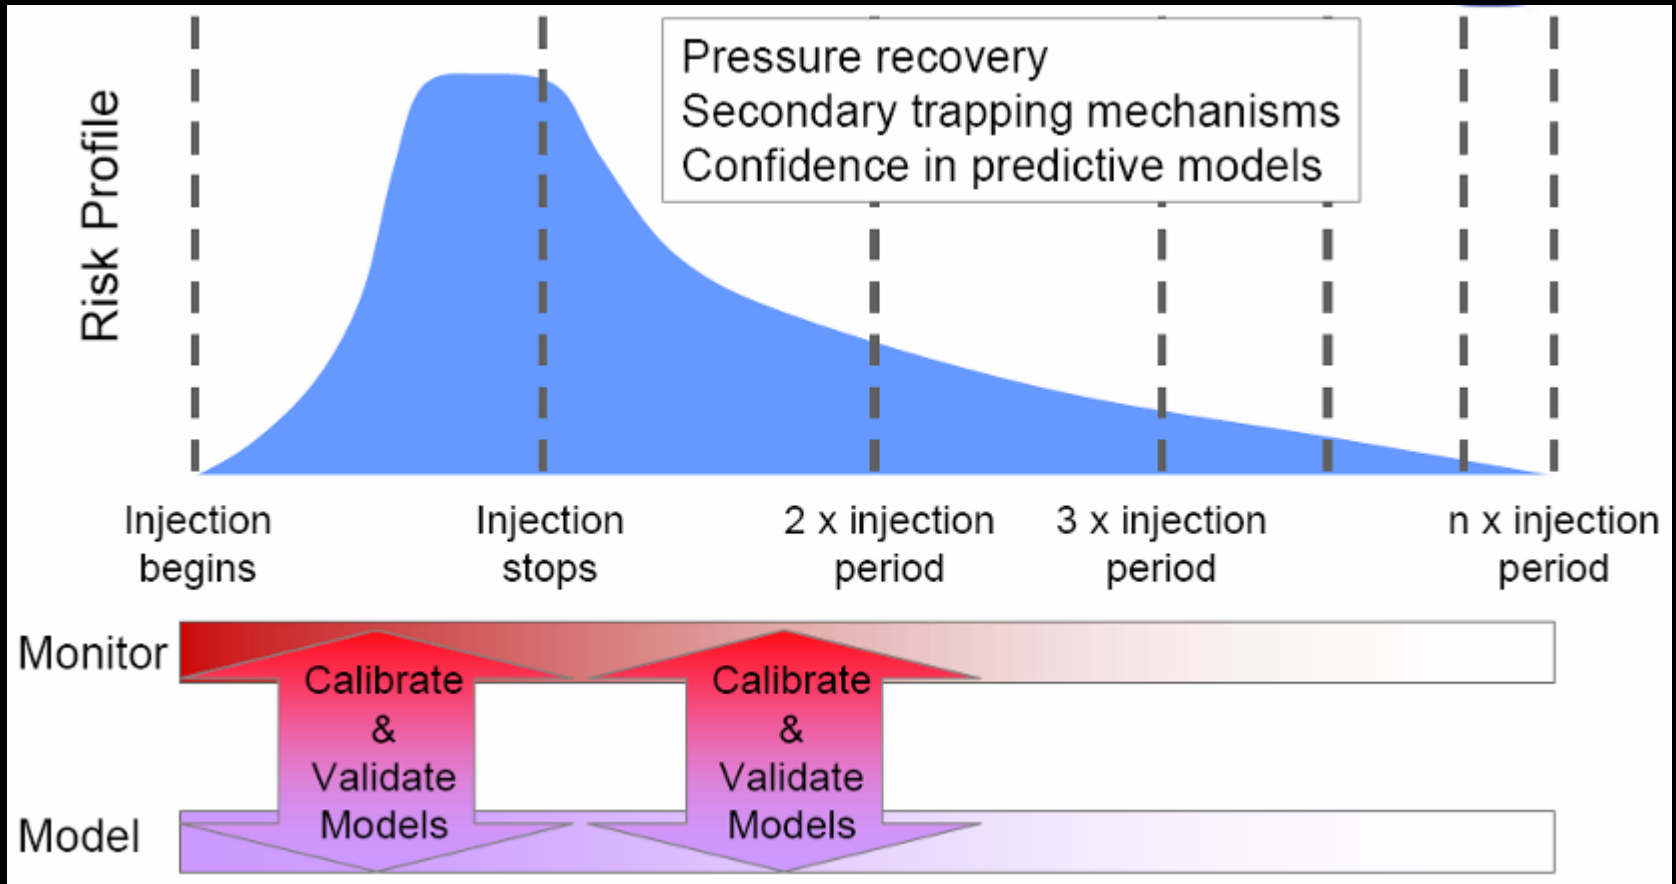 Pressure recovery
Secondary trapping mechanisms
Confidence in predictive models
Risk Profile
Injection
begins
Injection
stops
2 x injection
period
3 x injection
period
n x injection
period
Monitor
Calibrate
&
Validate
Models
Calibrate
&
Validate
Models
Model